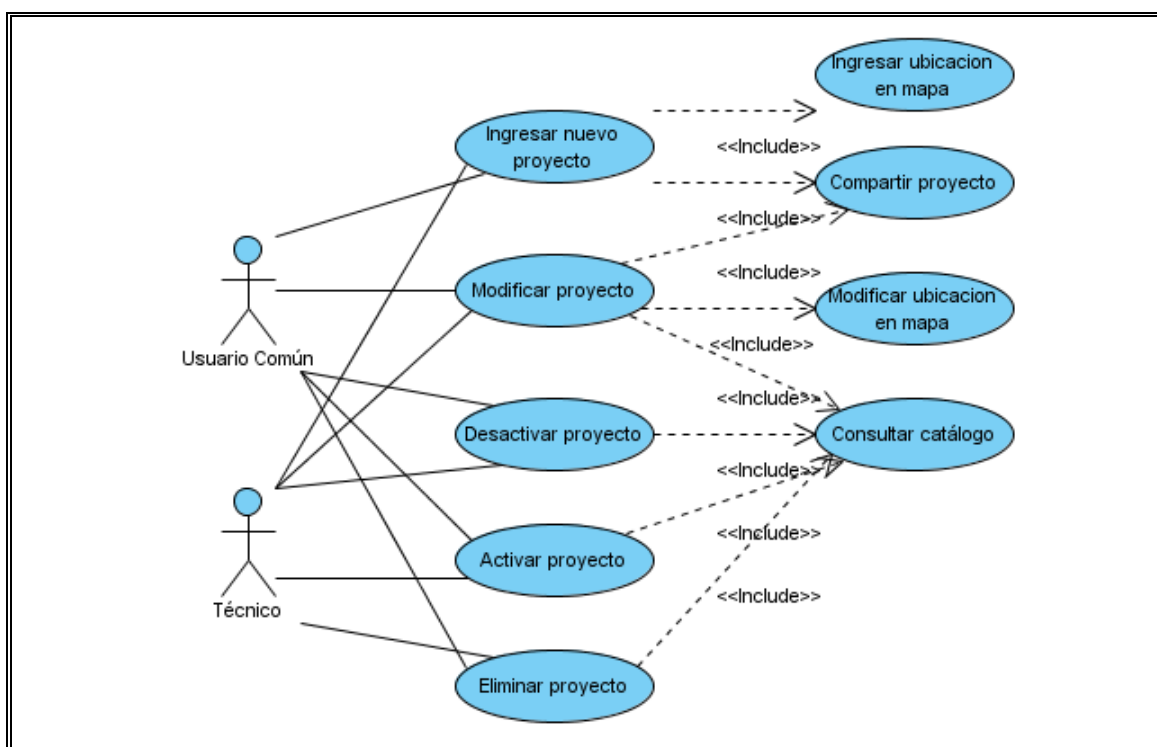 Ingresar ubicacion
en mapa
Ingresar nuevo
proyecto
<<Include>>
Compartir proyecto
<<Include>>
Modificar proyecto
<<Include>>
Modificar ubicacion
en mapa
Usuario Común
<<Include>>
<<Include>>
Desactivar proyecto
Consultar catálogo
<<Include>>
<<Include>>
Activar proyecto
<<Include>>
Técnico
Eliminar proyecto